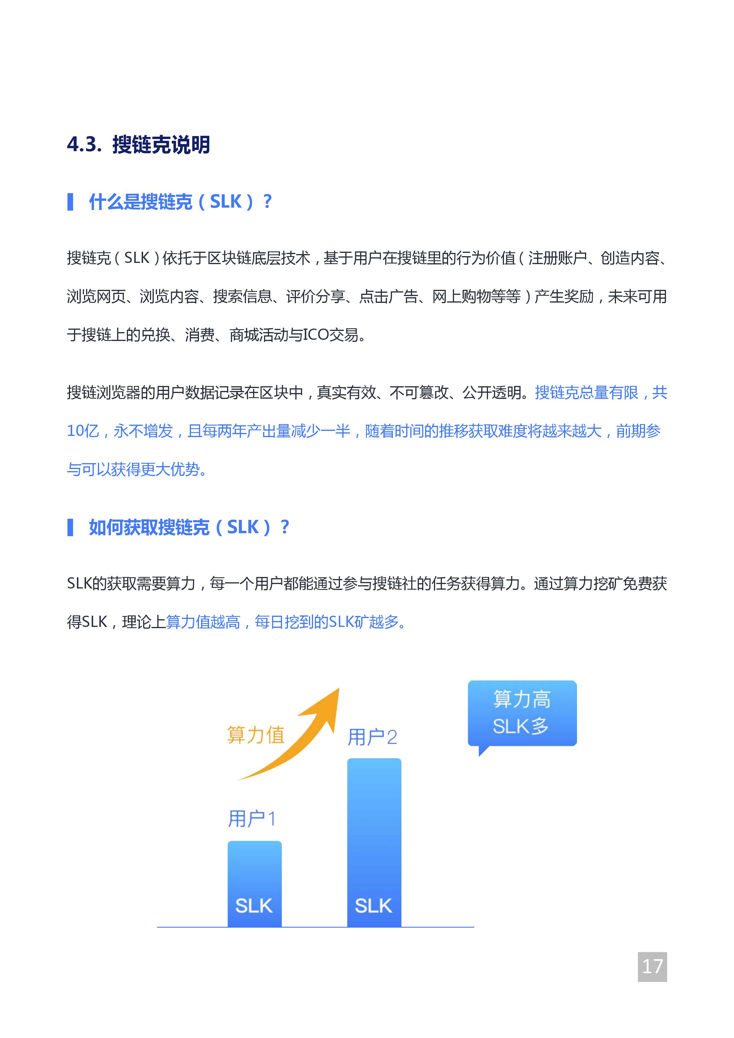 4.3. 搜链克说明
什么是搜链克（SLK）？
搜链克（SLK）依托于区块链底层技术，基于用户在搜链里的行为价值（注册账户、创造内容、
浏览网页、浏览内容、搜索信息、评价分享、点击广告、网上购物等等）产生奖励，未来可用
于搜链上的兑换、消费、商城活动与ICO交易。
搜链浏览器的用户数据记录在区块中，真实有效、不可篡改、公开透明。搜链克总量有限，共
10亿，永不增发，且每两年产出量减少一半，随着时间的推移获取难度将越来越大，前期参
与可以获得更大优势。
如何获取搜链克（SLK）？
SLK的获取需要算力，每一个用户都能通过参与搜链社的任务获得算力。通过算力挖矿免费获
得SLK，理论上算力值越高，每日挖到的SLK矿越多。
算力高
SLK多
算力值
用户2
用户1
SLK
SLK
17